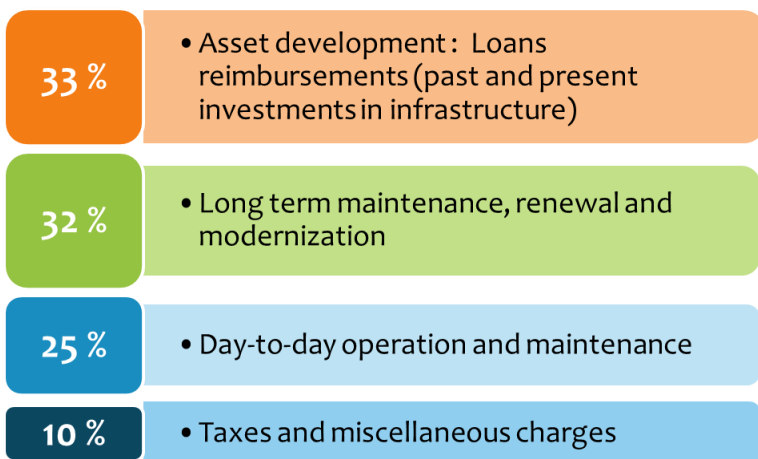 33 %
• Asset development : Loans
reimbursements (past and present
investments in infrastructure)
32 %
• Long term maintenance, renewal and
modernization
25 %
• Day-to-day operation and maintenance
10 %
• Taxes and miscellaneous charges